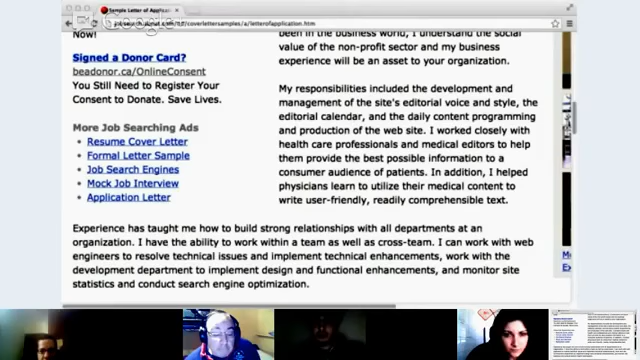 Sample Letter of Applicati
Google
jobsearch.about.com/od/coverlettersamples/a/letterofapplication.htm
Now!
Signed a Donor Card?
beadonor.ca/OnlineConsent
You Still Need to Register Your
Consent to Donate. Save Lives.
More Job Searching Ads
Resume Cover Letter
Formal Letter Sample
Job Search Engines
Mock Job Interview
Application Letter
been in the business world, I understand the social
value of the non-profit sector and my business
experience will be an asset to your organization.
My responsibilities included the development and
management of the site's editorial voice and style, the
editorial calendar, and the daily content programming
and production of the web site. I worked closely with
health care professionals and medical editors to help
them provide the best possible information to a
consumer audience of patients. In addition, I helped
physicians learn to utilize their medical content to
write user-friendly, readily comprehensible text.
Experience has taught me how to build strong relationships with all departments at an
organization. I have the ability to work within a team as well as cross-team. I can work with web
engineers to resolve technical issues and implement technical enhancements, work with the
development department to implement design and functional enhancements, and monitor site
statistics and conduct search engine optimization.